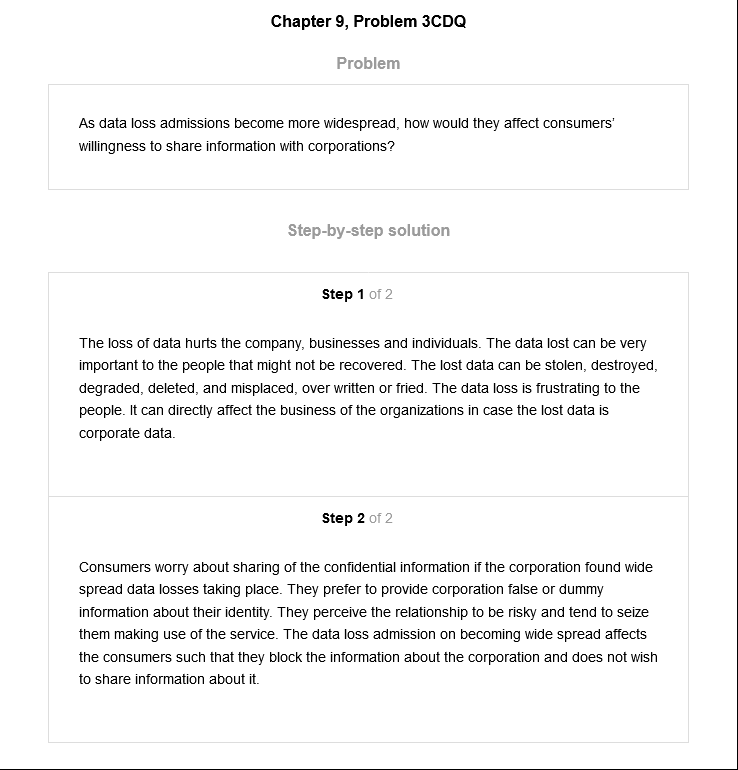 Chapter 9, Problem 3CDQ
Problem
As data loss admissions become more widespread, how would they affect consumers'
willingness to share information with corporations?
Step-by-step solution
Step 1 of 2
The loss of data hurts the company, businesses and individuals. The data lost can be very
important to the people that might not be recovered. The lost data can be stolen, destroyed,
degraded, deleted, and misplaced, over written or fried. The data loss is frustrating to the
people. It can directly affect the business of the organizations in case the lost data is
corporate data.
Step 2 of 2
Consumers worry about sharing of the confidential information if the corporation found wide
spread data losses taking place. They prefer to provide corporation false or dummy
information about their identity. They perceive the relationship to be risky and tend to seize
them making use of the service. The data loss admission on becoming wide spread affects
the consumers such that they block the information about the corporation and does not wish
to share information about it.